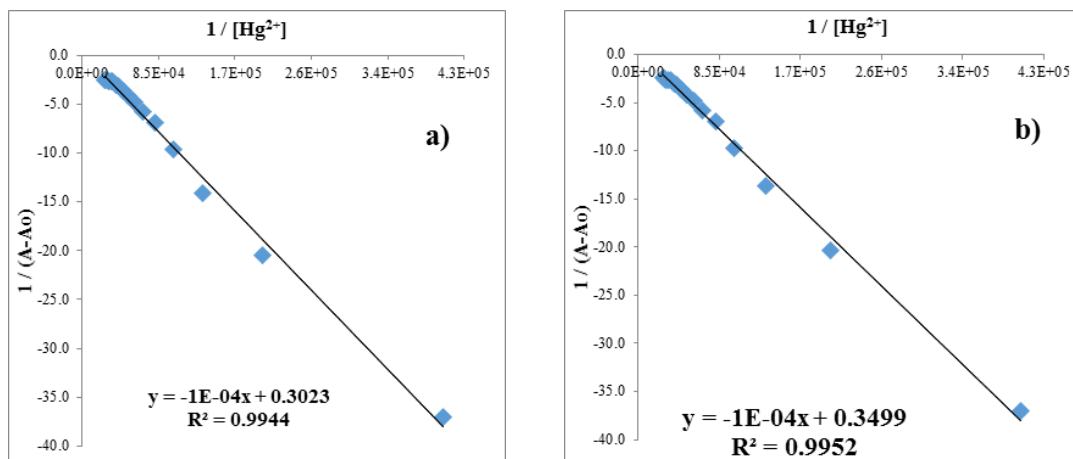 1 / [Hg²⁺]
0.0
0.0E+00 8.5E+04 1.7E+05 2.6E+05 3.4E+05 4.3E+05
-5.0
-10.0
-15.0
-20.0
-25.0
-30.0
-35.0
-40.0
1 / (A-Ao)
a)
y = -1E-04x + 0.3023
R² = 0.9944
1 / [Hg²⁺]
0.0
0.0E+00 8.5E+04 1.7E+05 2.6E+05 3.4E+05 4.3E+05
-5.0
-10.0
-15.0
-20.0
-25.0
-30.0
-35.0
-40.0
1 / (A-Ao)
b)
y = -1E-04x + 0.3499
R² = 0.9952